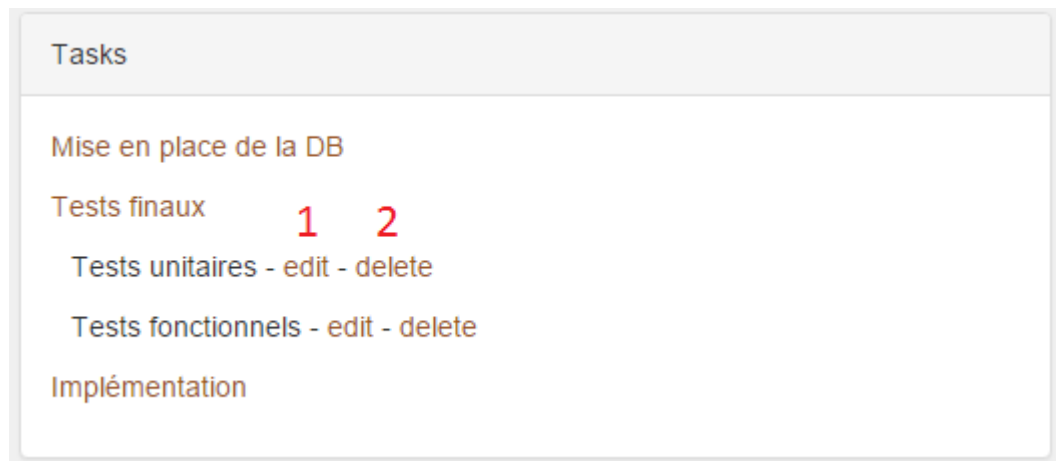 Tasks
Mise en place de la DB
Tests finaux
1 2
Tests unitaires - edit - delete
Tests fonctionnels - edit - delete
Implémentation